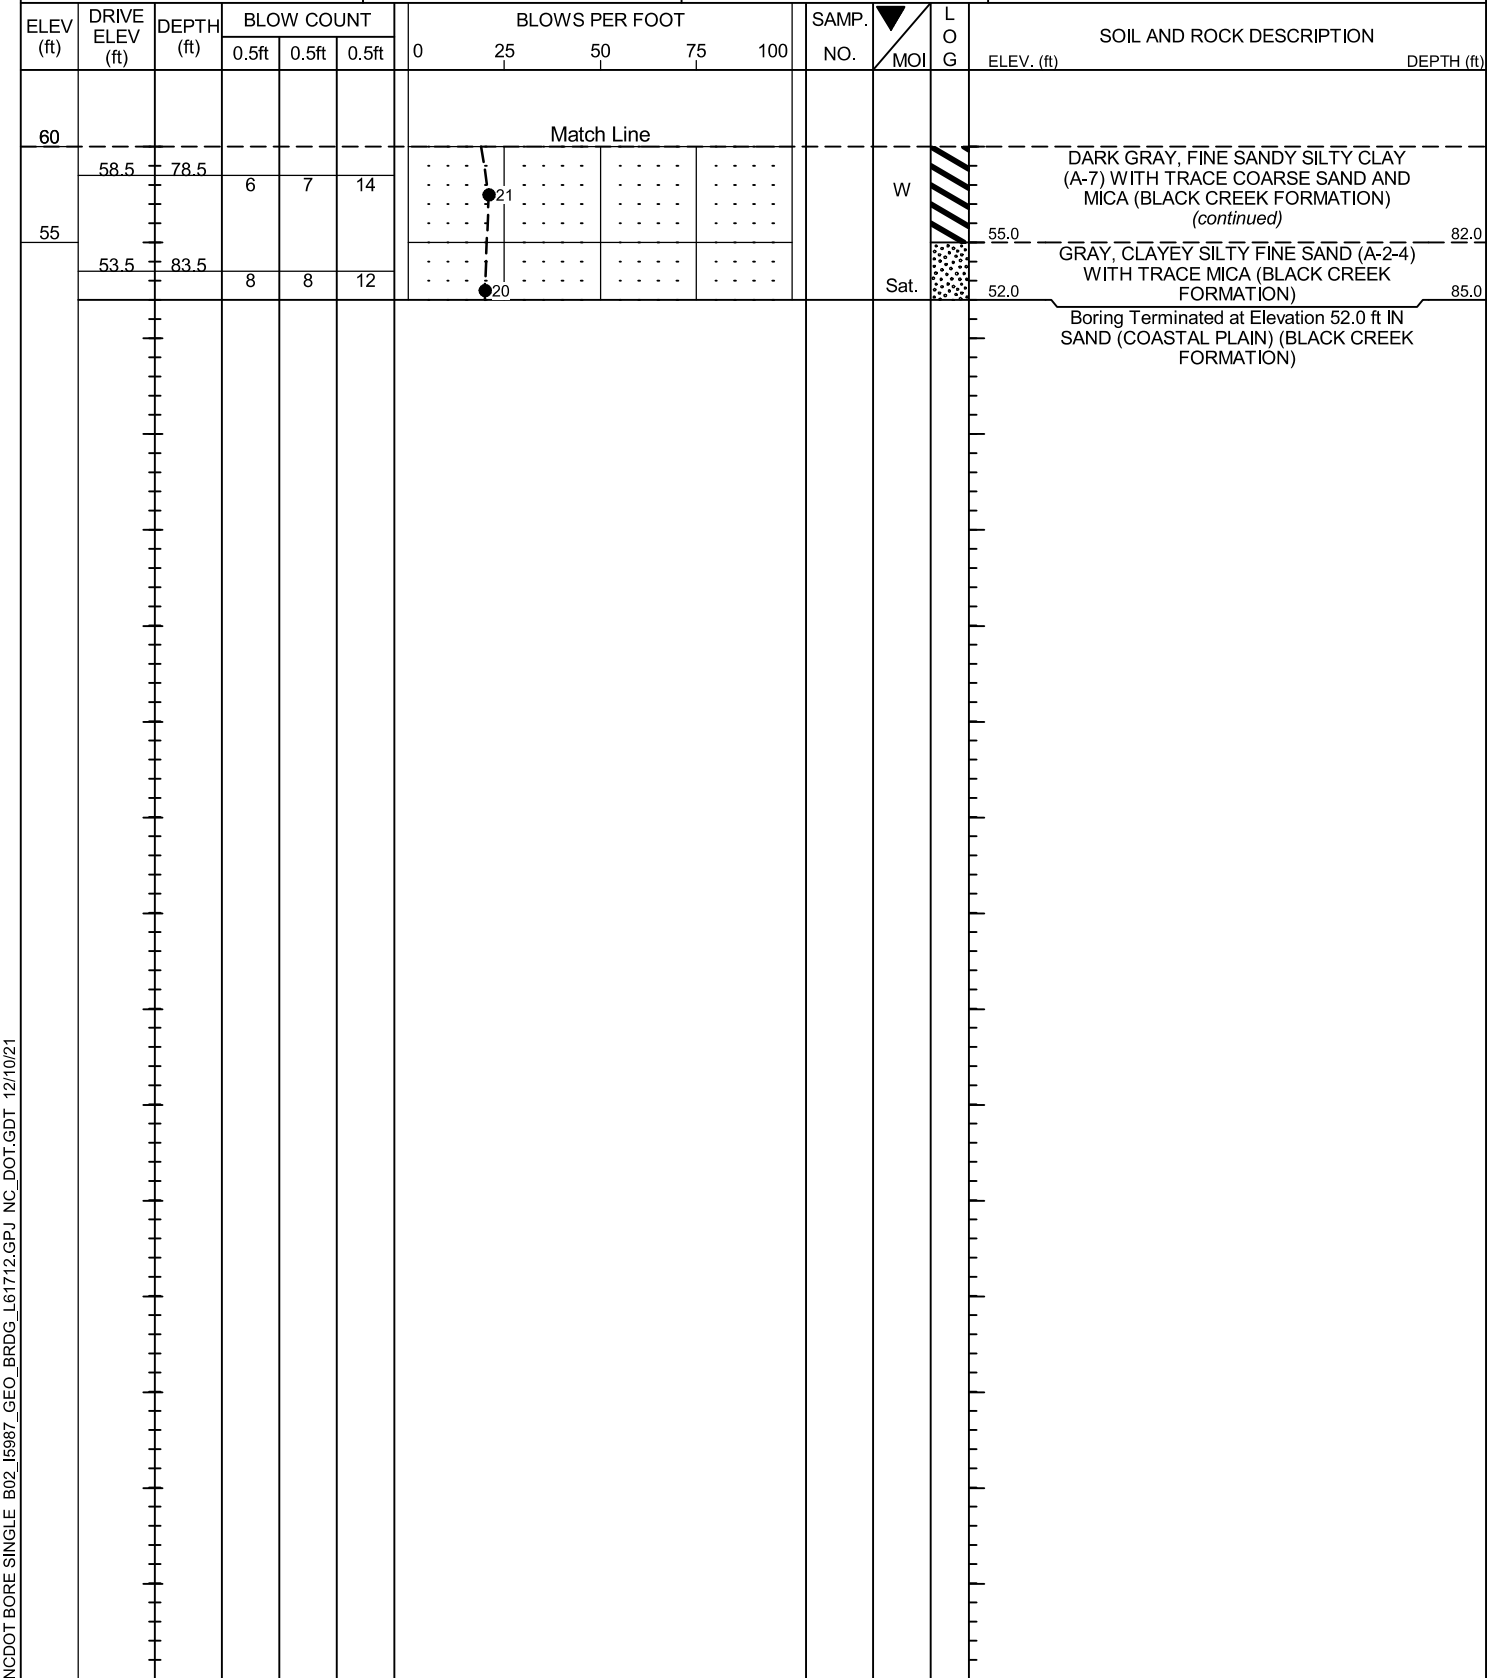 ELEV (ft) DRIVE ELEV (ft) DEPTH (ft) BLOW COUNT BLOWS PER FOOT SAMP. NO. MOI LOG SOIL AND ROCK DESCRIPTION
0.5ft 0.5ft 0.5ft 0 25 50 75 100 ELEV. (ft) DEPTH (ft)
60 Match Line
58.5 78.5 6 7 14 21 W
DARK GRAY, FINE SANDY SILTY CLAY
(A-7) WITH TRACE COARSE SAND AND
MICA (BLACK CREEK FORMATION)
(continued)
55 55.0 82.0
53.5 83.5 8 8 12 20 Sat.
GRAY, CLAYEY SILTY FINE SAND (A-2-4)
WITH TRACE MICA (BLACK CREEK
FORMATION)
52.0 85.0
Boring Terminated at Elevation 52.0 ft IN
SAND (COASTAL PLAIN) (BLACK CREEK
FORMATION)
NCDOT BORE SINGLE B02_I5987_GEO_BRDG_L61712.GPJ NC_DOT.GDT 12/10/21